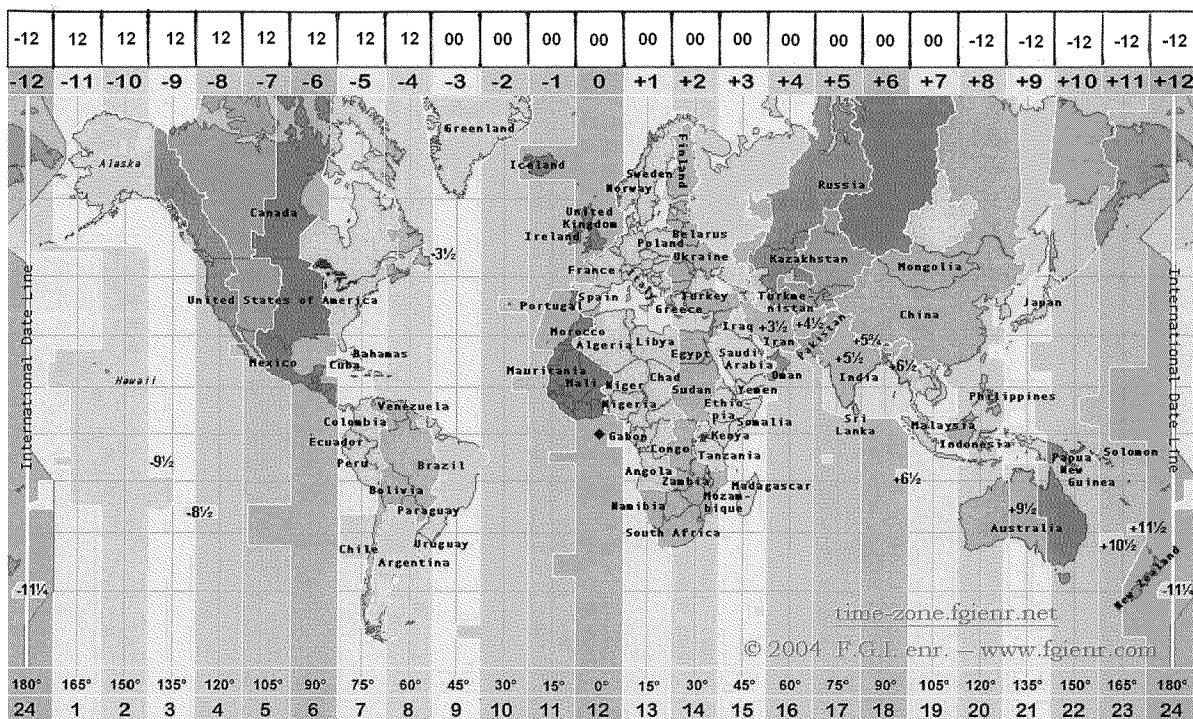 -12 12 12 12 12 12 12 12 12 00 00 00 00 00 00 00 00 00 00 00 -12 -12 -12 -12 -12
-12 -11 -10 -9 -8 -7 -6 -5 -4 -3 -2 -1 0 +1 +2 +3 +4 +5 +6 +7 +8 +9 +10 +11 +12
Greenland
Alaska
Iceland
Finland
Sweden
Norway
Russia
Canada
United
Kingdom
Ireland
Belarus
Poland
Ukraine
Kazakhstan
Mongolia
-3½
France
Italy
International Date Line
International Date Line
United States of America
Portugal
Spain
Greece
Turkey
Turkme-
nistan
Japan
China
Morocco
Algeria
Libya
Egypt
Iraq
+3½
+4½
Iran
Pakistan
+5¾
+5½
+6½
India
Mexico
Bahamas
Cuba
Hawaii
Mauritania
Mali
Niger
Chad
Sudan
Saudi
Arabia
Oman
Yemen
Philippines
Venezuela
Colombia
Nigeria
Ethio-
pia
Somalia
Sri
Lanka
Malaysia
Ecuador
Gabon
Congo
Kenya
Tanzania
Indonesia
Papua
New
Guinea
Solomon
-9½
Peru
Brazil
Angola
Zambia
Madagascar
+6½
Bolivia
Mozam-
bique
Namibia
-8½
Paraguay
South Africa
+9½
Australia
+11½
+10½
Chile
Uruguay
Argentina
New Zealand
-11¼
-11¼
time-zone.fgienr.net
© 2004 F.G.I. enr. – www.fgienr.com
180° 165° 150° 135° 120° 105° 90° 75° 60° 45° 30° 15° 0° 15° 30° 45° 60° 75° 90° 105° 120° 135° 150° 165° 180°
24 1 2 3 4 5 6 7 8 9 10 11 12 13 14 15 16 17 18 19 20 21 22 23 24